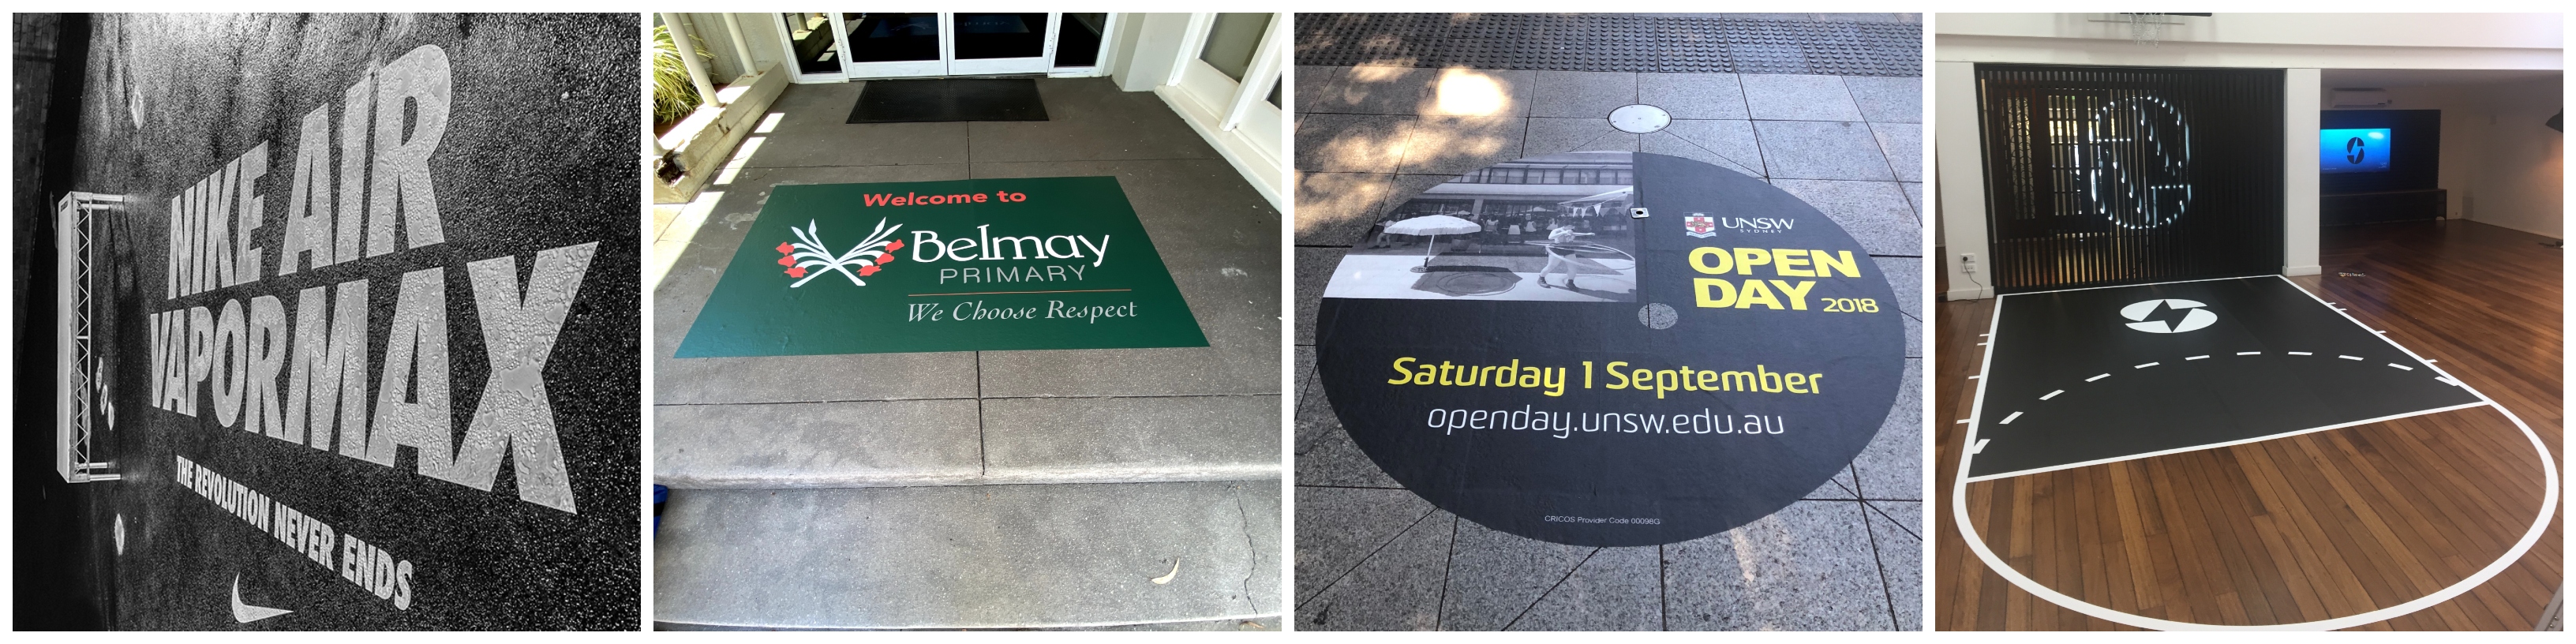 NIKE AIR
VAPORMAX
THE REVOLUTION NEVER ENDS
Welcome to
Belmay
PRIMARY
We Choose Respect
UNSW
SYDNEY
OPEN
DAY 2018
Saturday 1 September
openday.unsw.edu.au
CRICOS Provider Code 00098G